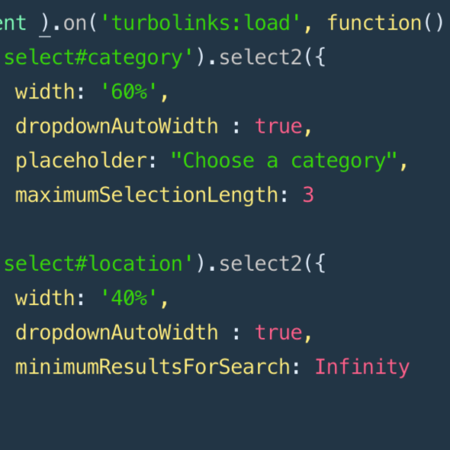 ent ).on('turbolinks:load', function()
select#category').select2({
width: '60%',
dropdownAutoWidth : true,
placeholder: "Choose a category",
maximumSelectionLength: 3
select#location').select2({
width: '40%',
dropdownAutoWidth : true,
minimumResultsForSearch: Infinity